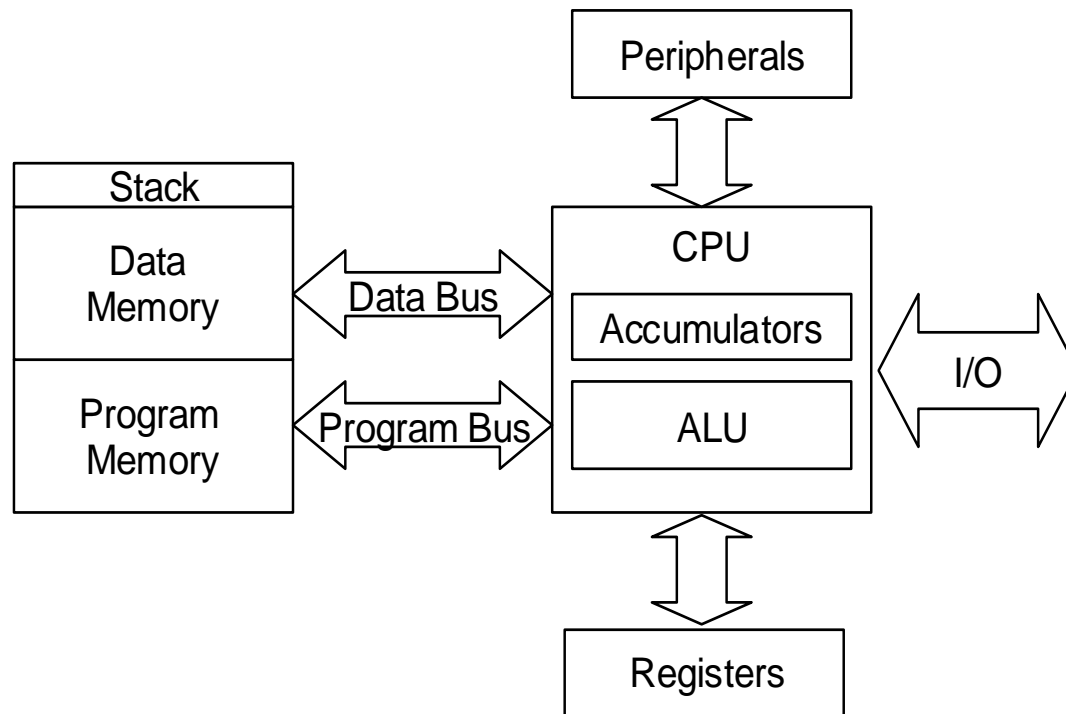 Peripherals
Stack
Data
Memory
Data Bus
CPU
Accumulators
I/O
Program
Memory
Program Bus
ALU
Registers